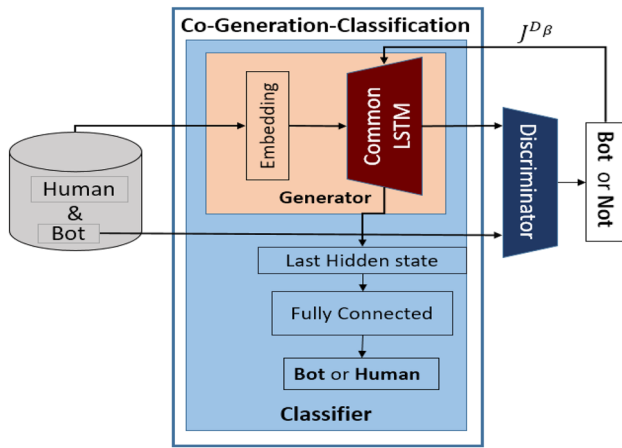 Co-Generation-Classification
J^{D_β}
Embedding
Common
LSTM
Generator
Discriminator
Bot or Not
Human
&
Bot
Last Hidden state
Fully Connected
Bot or Human
Classifier